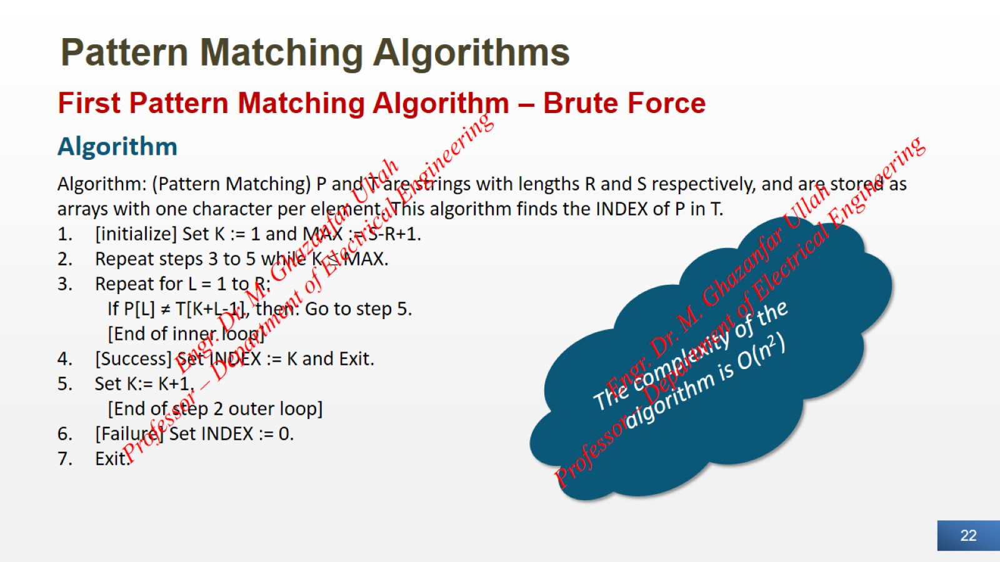 Pattern Matching Algorithms
First Pattern Matching Algorithm – Brute Force
Algorithm
Algorithm: (Pattern Matching) P and T are strings with lengths R and S respectively, and are stored as
arrays with one character per element. This algorithm finds the INDEX of P in T.
1. [initialize] Set K := 1 and MAX := S-R+1.
2. Repeat steps 3 to 5 while K ≤ MAX.
3. Repeat for L = 1 to R:
If P[L] ≠ T[K+L-1], then: Go to step 5.
[End of inner loop]
4. [Success] Set INDEX := K and Exit.
5. Set K:= K+1.
[End of step 2 outer loop]
6. [Failure] Set INDEX := 0.
7. Exit.
The complexity of the
algorithm is O(n²)
Engr. Dr. M. Ghazanfar Ullah
Professor – Department of Electrical Engineering
Engr. Dr. M. Ghazanfar Ullah
Professor – Department of Electrical Engineering
22